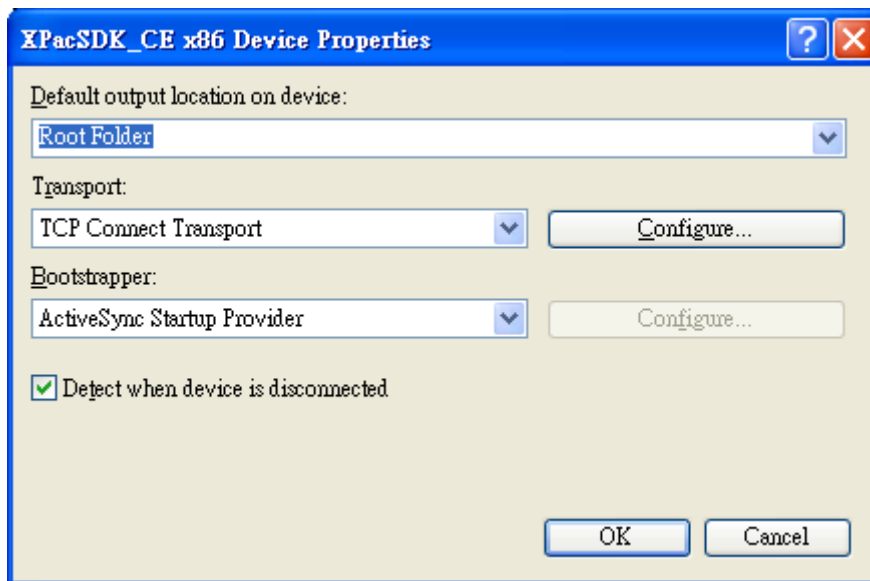 XPacSDK_CE x86 Device Properties
Default output location on device:
Root Folder
Transport:
TCP Connect Transport
Configure...
Bootstrapper:
ActiveSync Startup Provider
Configure...
Detect when device is disconnected
OK
Cancel